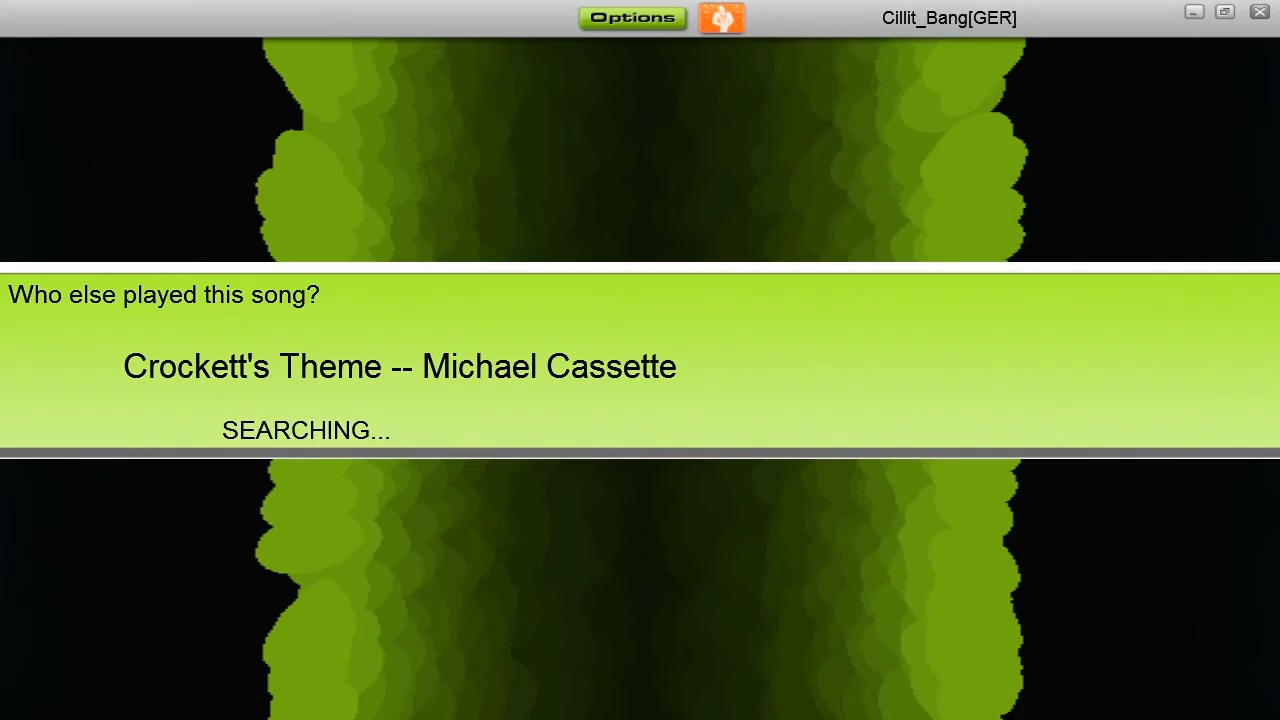 Options
Cillit_Bang[GER]
Who else played this song?
Crockett's Theme -- Michael Cassette
SEARCHING...